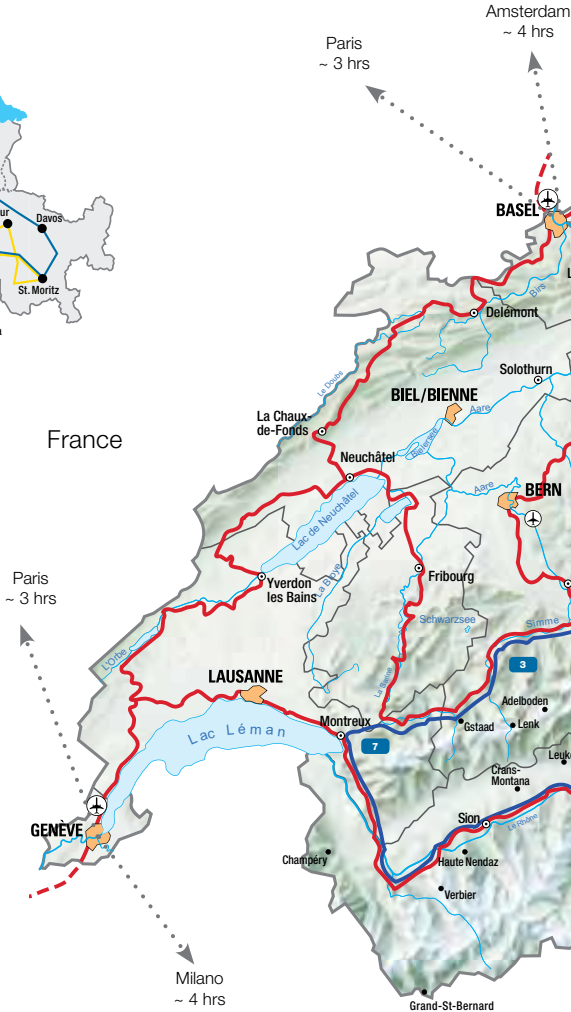 Amsterdam
~ 4 hrs
Paris
~ 3 hrs
BASEL
Davos
St. Moritz
Birs
Delémont
Le Doubs
Solothurn
BIEL/BIENNE
Aare
La Chaux-
de-Fonds
Bielersee
France
Neuchâtel
Aare
BERN
Lac de Neuchâtel
Paris
~ 3 hrs
Yverdon
les Bains
La Broye
Fribourg
Schwarzsee
Simme
L'Orbe
3
LAUSANNE
La Sarine
Adelboden
Lac Léman
Montreux
Gstaad
Lenk
7
Crans-
Montana
GENÈVE
Sion
Le Rhône
Champéry
Haute Nendaz
Verbier
Milano
~ 4 hrs
Grand-St-Bernard